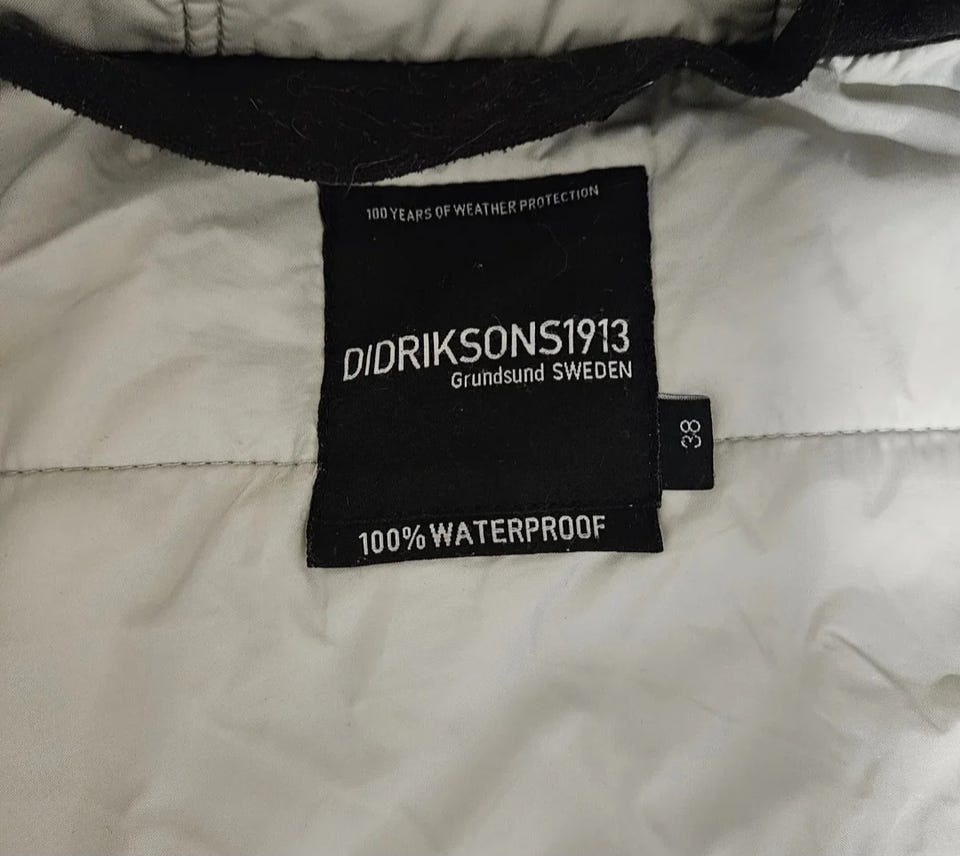 100 YEARS OF WEATHER PROTECTION
DIDRIKSONS1913
Grundsund SWEDEN
38
100% WATERPROOF